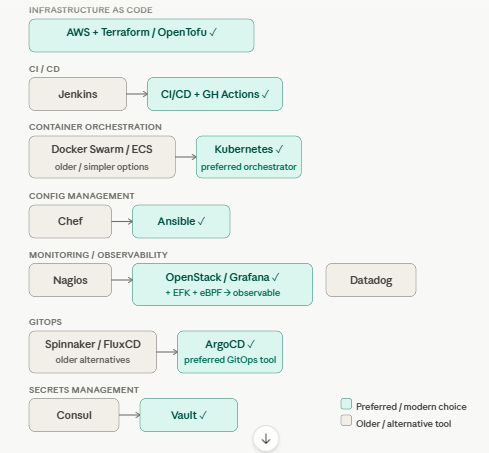 INFRASTRUCTURE AS CODE
AWS + Terraform / OpenTofu ✓
CI / CD
Jenkins
CI/CD + GH Actions ✓
CONTAINER ORCHESTRATION
Docker Swarm / ECS
older / simpler options
Kubernetes ✓
preferred orchestrator
CONFIG MANAGEMENT
Chef
Ansible ✓
MONITORING / OBSERVABILITY
Nagios
OpenStack / Grafana ✓
+ EFK + eBPF → observable
Datadog
GITOPS
Spinnaker / FluxCD
older alternatives
ArgoCD ✓
preferred GitOps tool
SECRETS MANAGEMENT
Consul
Vault ✓
Preferred / modern choice
Older / alternative tool